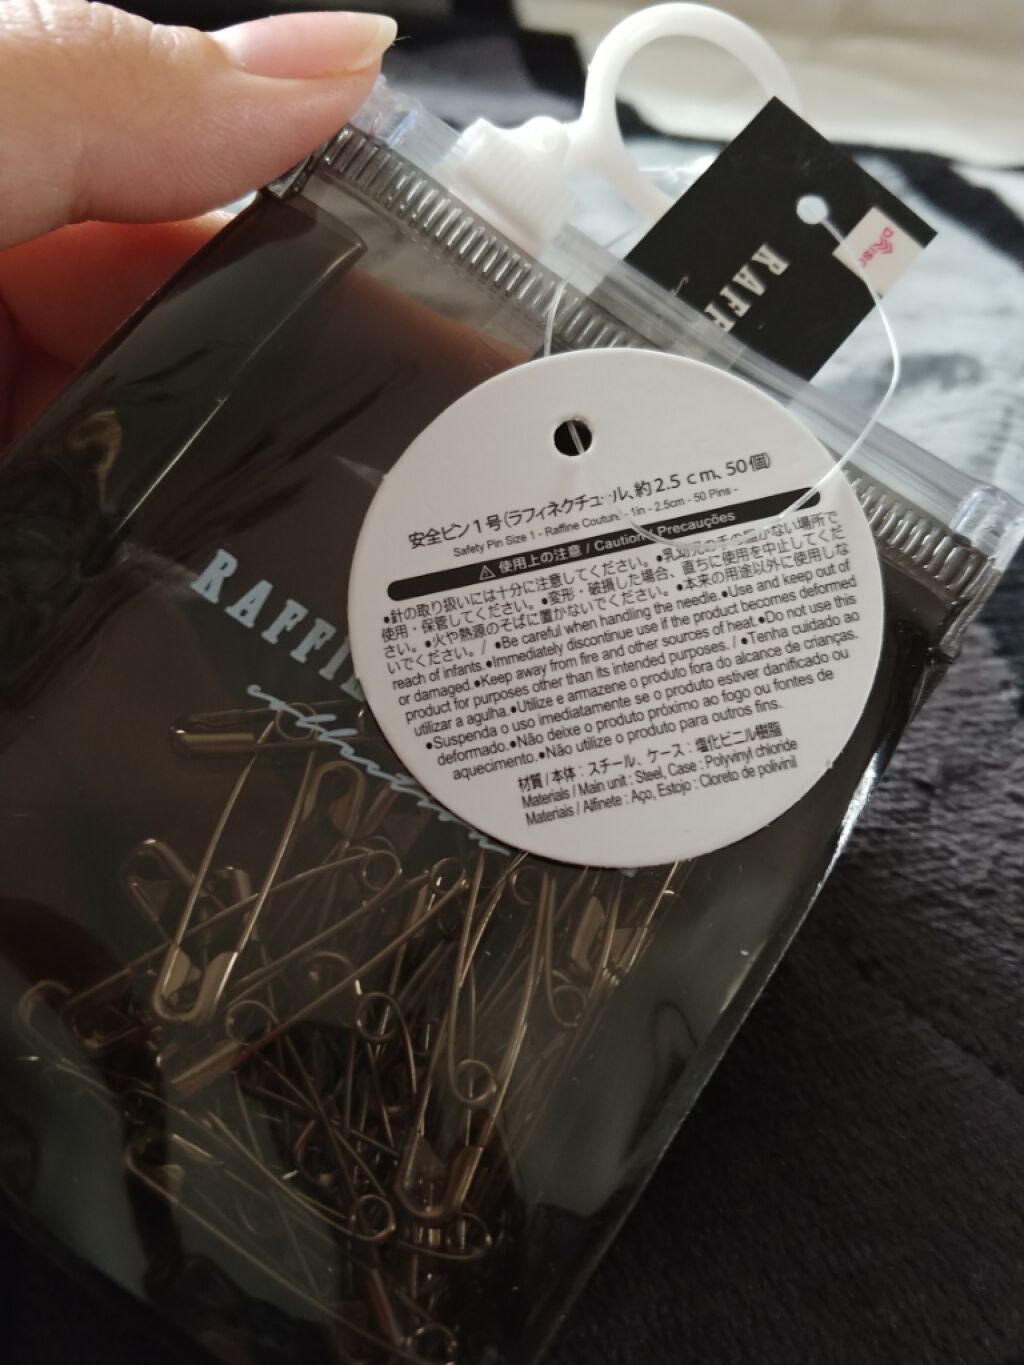 DAISO
RAFF
安全ピン1号(ラフィネクチュール、約2.5cm、50個)
Safety Pin Size 1 - Raffine Couture - 1in - 2.5cm - 50 Pins -
⚠ 使用上の注意 / Caution / Precauções
●針の取り扱いには十分に注意してください。●乳幼児の手の届かない場所で
使用・保管してください。●変形・破損した場合、直ちに使用を中止してくだ
さい。●火や熱源のそばに置かないでください。●本来の用途以外に使用しな
いでください。/ ●Be careful when handling the needle.●Use and keep out of
reach of infants.●Immediately discontinue use if the product becomes deformed
or damaged.●Keep away from fire and other sources of heat.●Do not use this
product for purposes other than its intended purposes. / ●Tenha cuidado ao
utilizar a agulha.●Utilize e armazene o produto fora do alcance de crianças.
●Suspenda o uso imediatamente se o produto estiver danificado ou
deformado.●Não deixe o produto próximo ao fogo ou fontes de
aquecimento.●Não utilize o produto para outros fins.
材質/本体:スチール、ケース:塩化ビニル樹脂
Materials / Main unit : Steel, Case : Polyvinyl chloride
Materiais / Alfinete : Aço, Estojo : Cloreto de polivinil
RAFFI